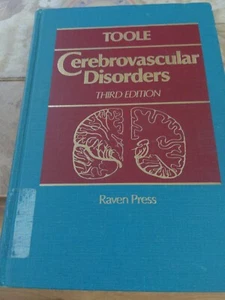 TOOLE
Cerebrovascular
Disorders
THIRD EDITION
Raven Press